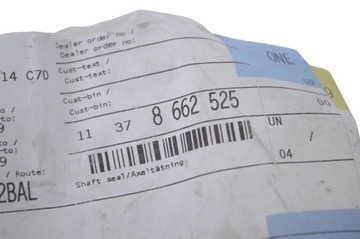 Dealer order no /
Dealer order no:
14 C70
Cust-text /
Cust-text:
ONE
Cust-bin /
Cust-bin:
9
00
11 37 8 662 525
UN
/
04
9
/ Route:
2BAL
Shaft seal/Axeltätning